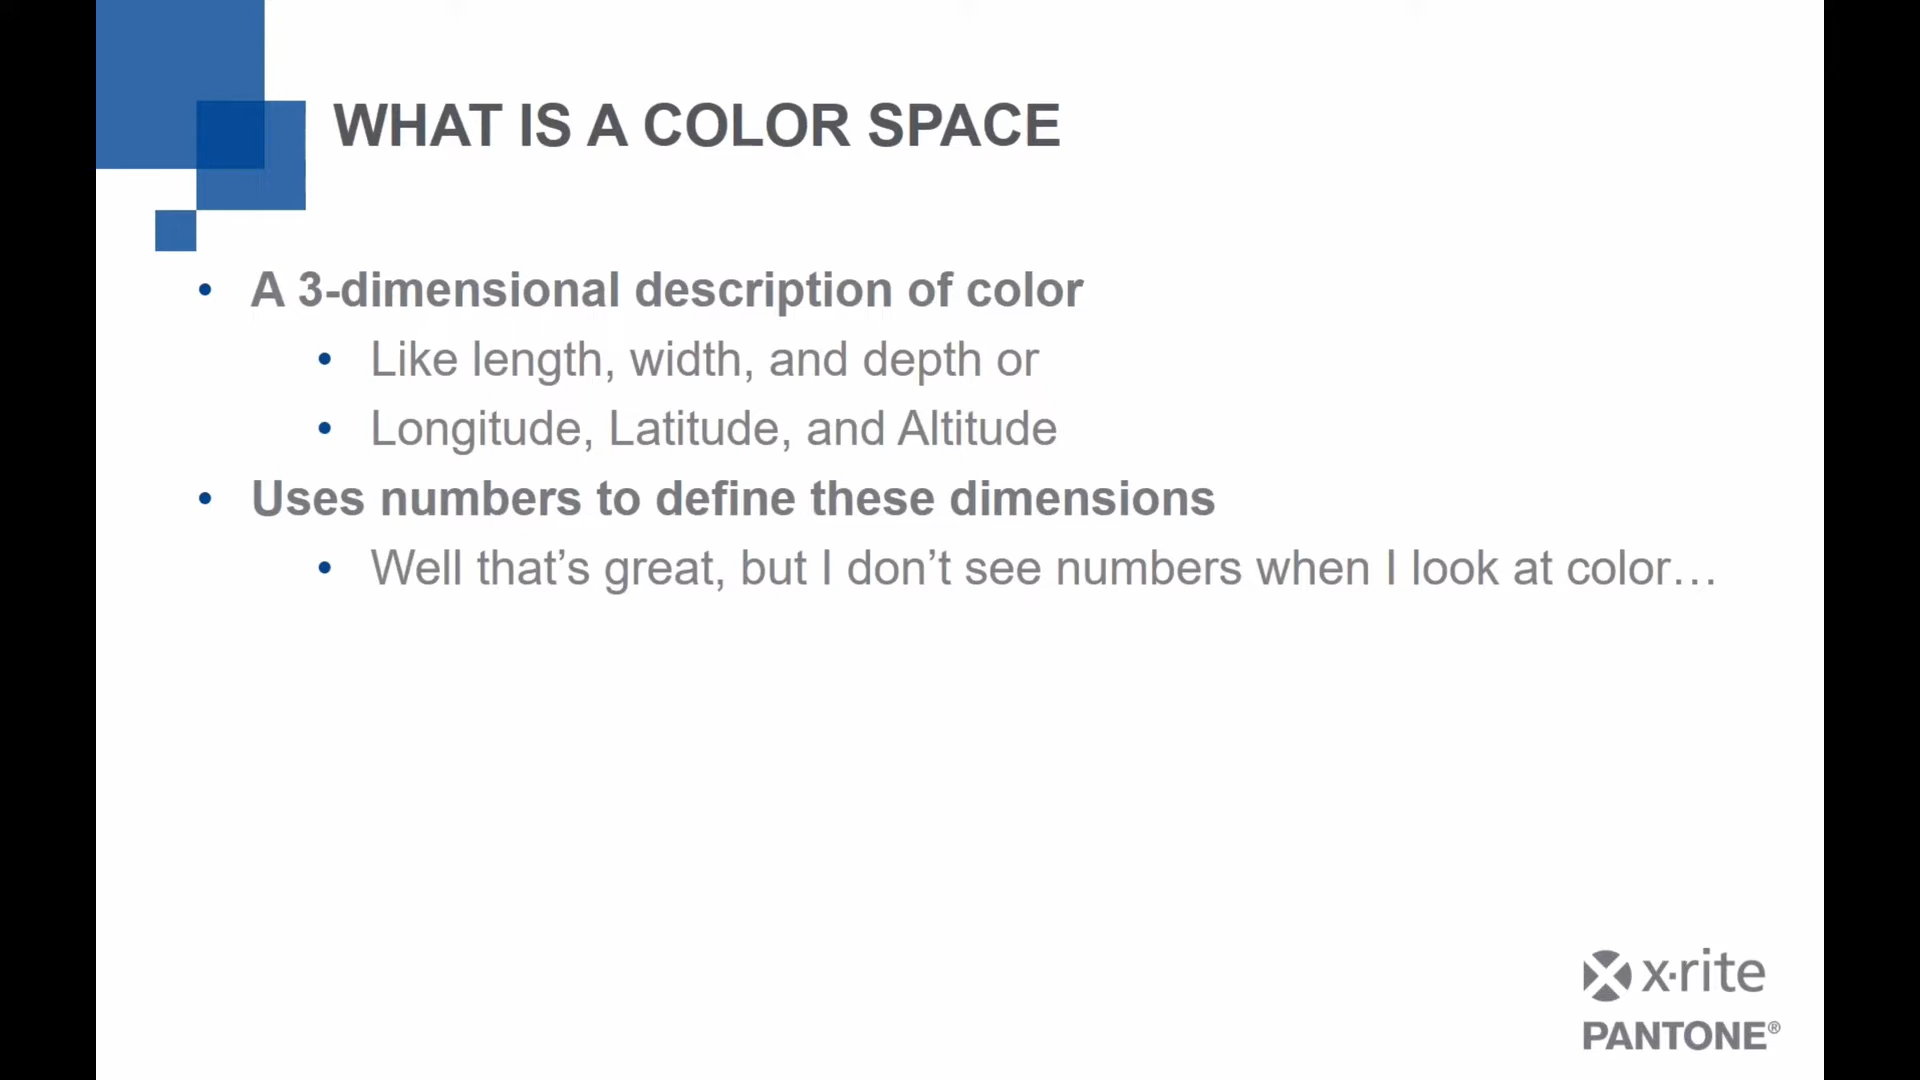 WHAT IS A COLOR SPACE
• A 3-dimensional description of color
• Like length, width, and depth or
• Longitude, Latitude, and Altitude
• Uses numbers to define these dimensions
• Well that’s great, but I don’t see numbers when I look at color…
x·rite
PANTONE®